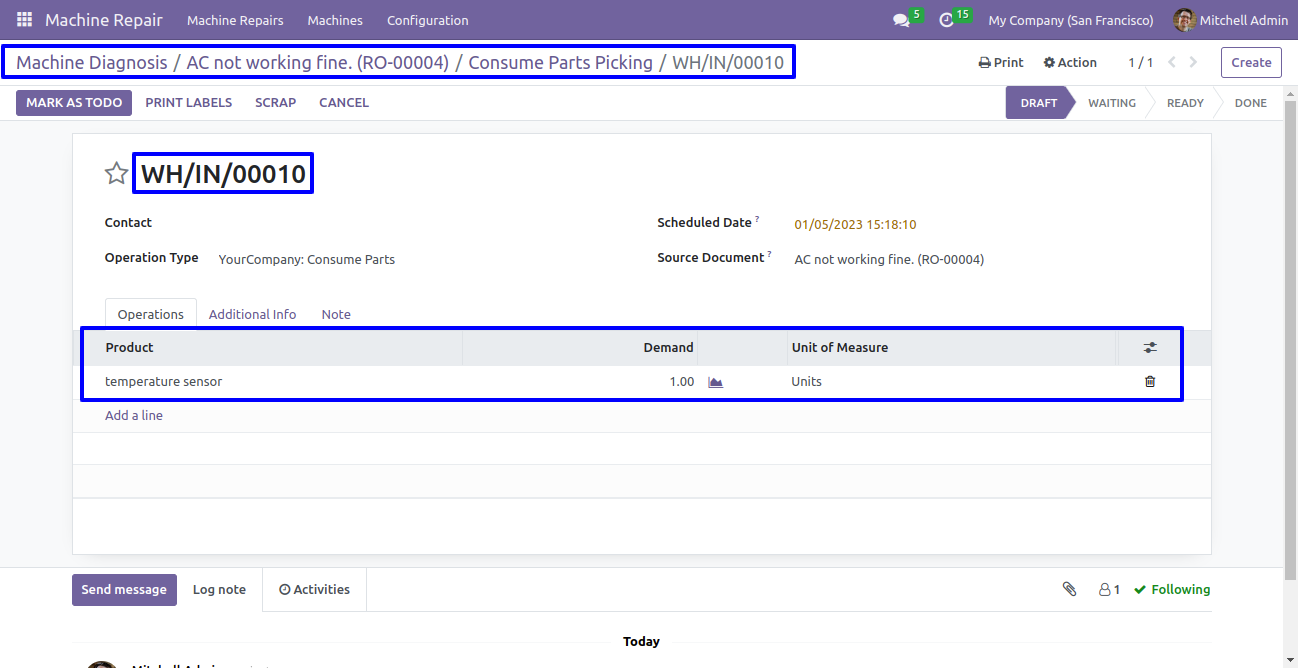 Machine Repair Machine Repairs Machines Configuration 5 15 My Company (San Francisco) Mitchell Admin
Machine Diagnosis / AC not working fine. (RO-00004) / Consume Parts Picking / WH/IN/00010 Print Action 1 / 1 Create
MARK AS TODO PRINT LABELS SCRAP CANCEL DRAFT WAITING READY DONE
WH/IN/00010
Contact Scheduled Date ? 01/05/2023 15:18:10
Operation Type YourCompany: Consume Parts Source Document ? AC not working fine. (RO-00004)
Operations Additional Info Note
Product Demand Unit of Measure
temperature sensor 1.00 Units
Add a line
Send message Log note Activities 1 Following
Today
Mitchell Admin